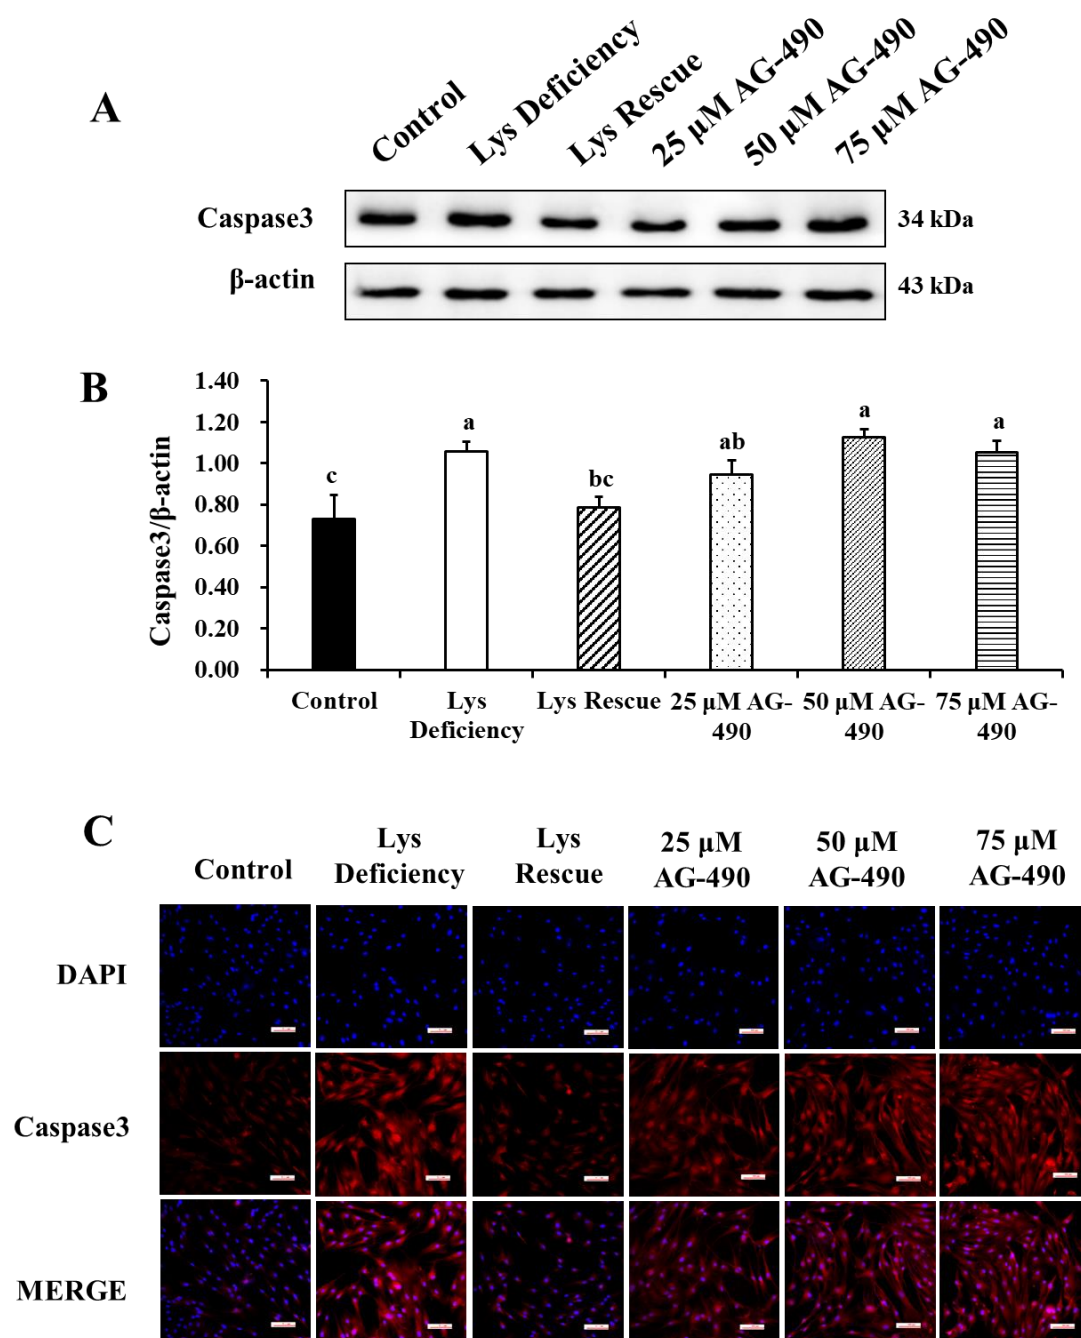 A
Control
Lys Deficiency
Lys Rescue
25 μM AG-490
50 μM AG-490
75 μM AG-490
Caspase3
34 kDa
β-actin
43 kDa
B
Caspase3/β-actin
1.40
1.20
1.00
0.80
0.60
0.40
0.20
0.00
c
a
bc
ab
a
a
Control
Lys
Deficiency
Lys Rescue
25 μM AG-
490
50 μM AG-
490
75 μM AG-
490
C
Control
Lys
Deficiency
Lys
Rescue
25 μM
AG-490
50 μM
AG-490
75 μM
AG-490
DAPI
Caspase3
MERGE